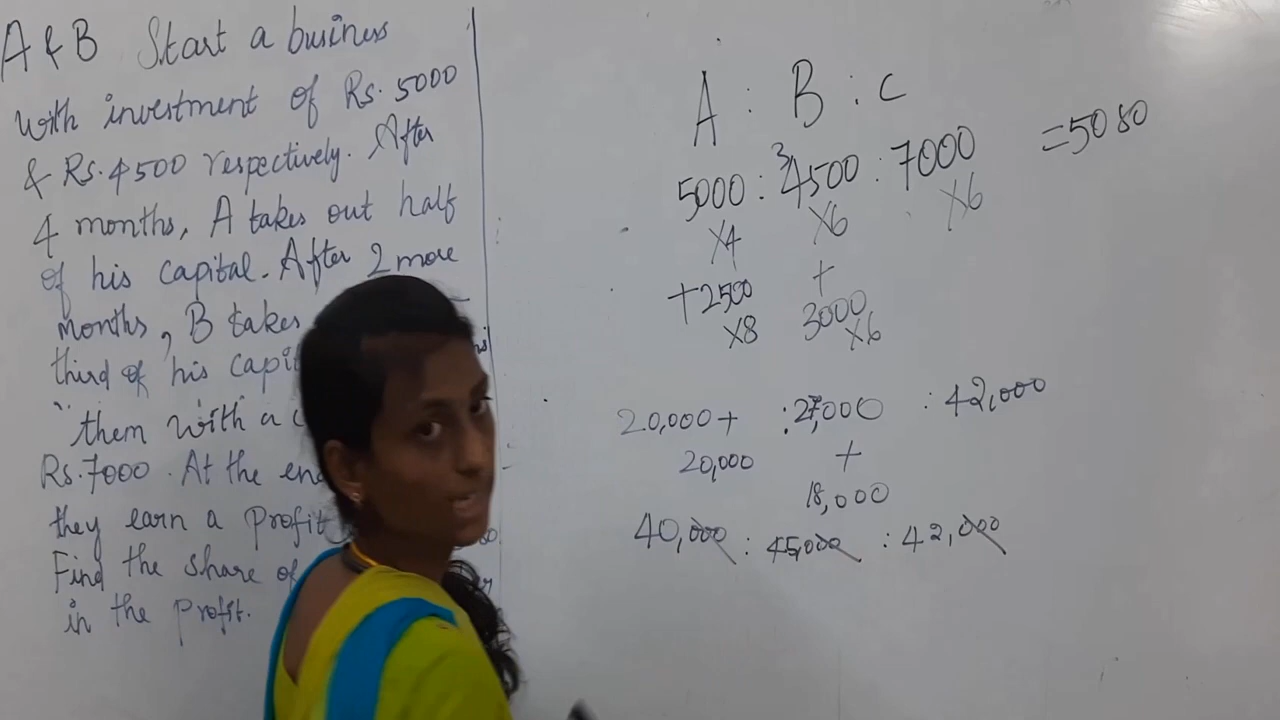 A & B Start a business
with investment of Rs. 5000
& Rs. 4500 respectively. After
4 months, A takes out half
of his capital. After 2 more
months, B takes
third of his capit
them with a
Rs. 7000. At the end
they earn a profit
Find the share of
in the profit.
A : B : C
5000 : 4500 : 7000 = 5080
3
X4 X6 X6
+2500 +
X8 3000
X6
20,000+ : 27,000 : 42,000
20,000 +
18,000
40,000 : 45,000 : 42,000